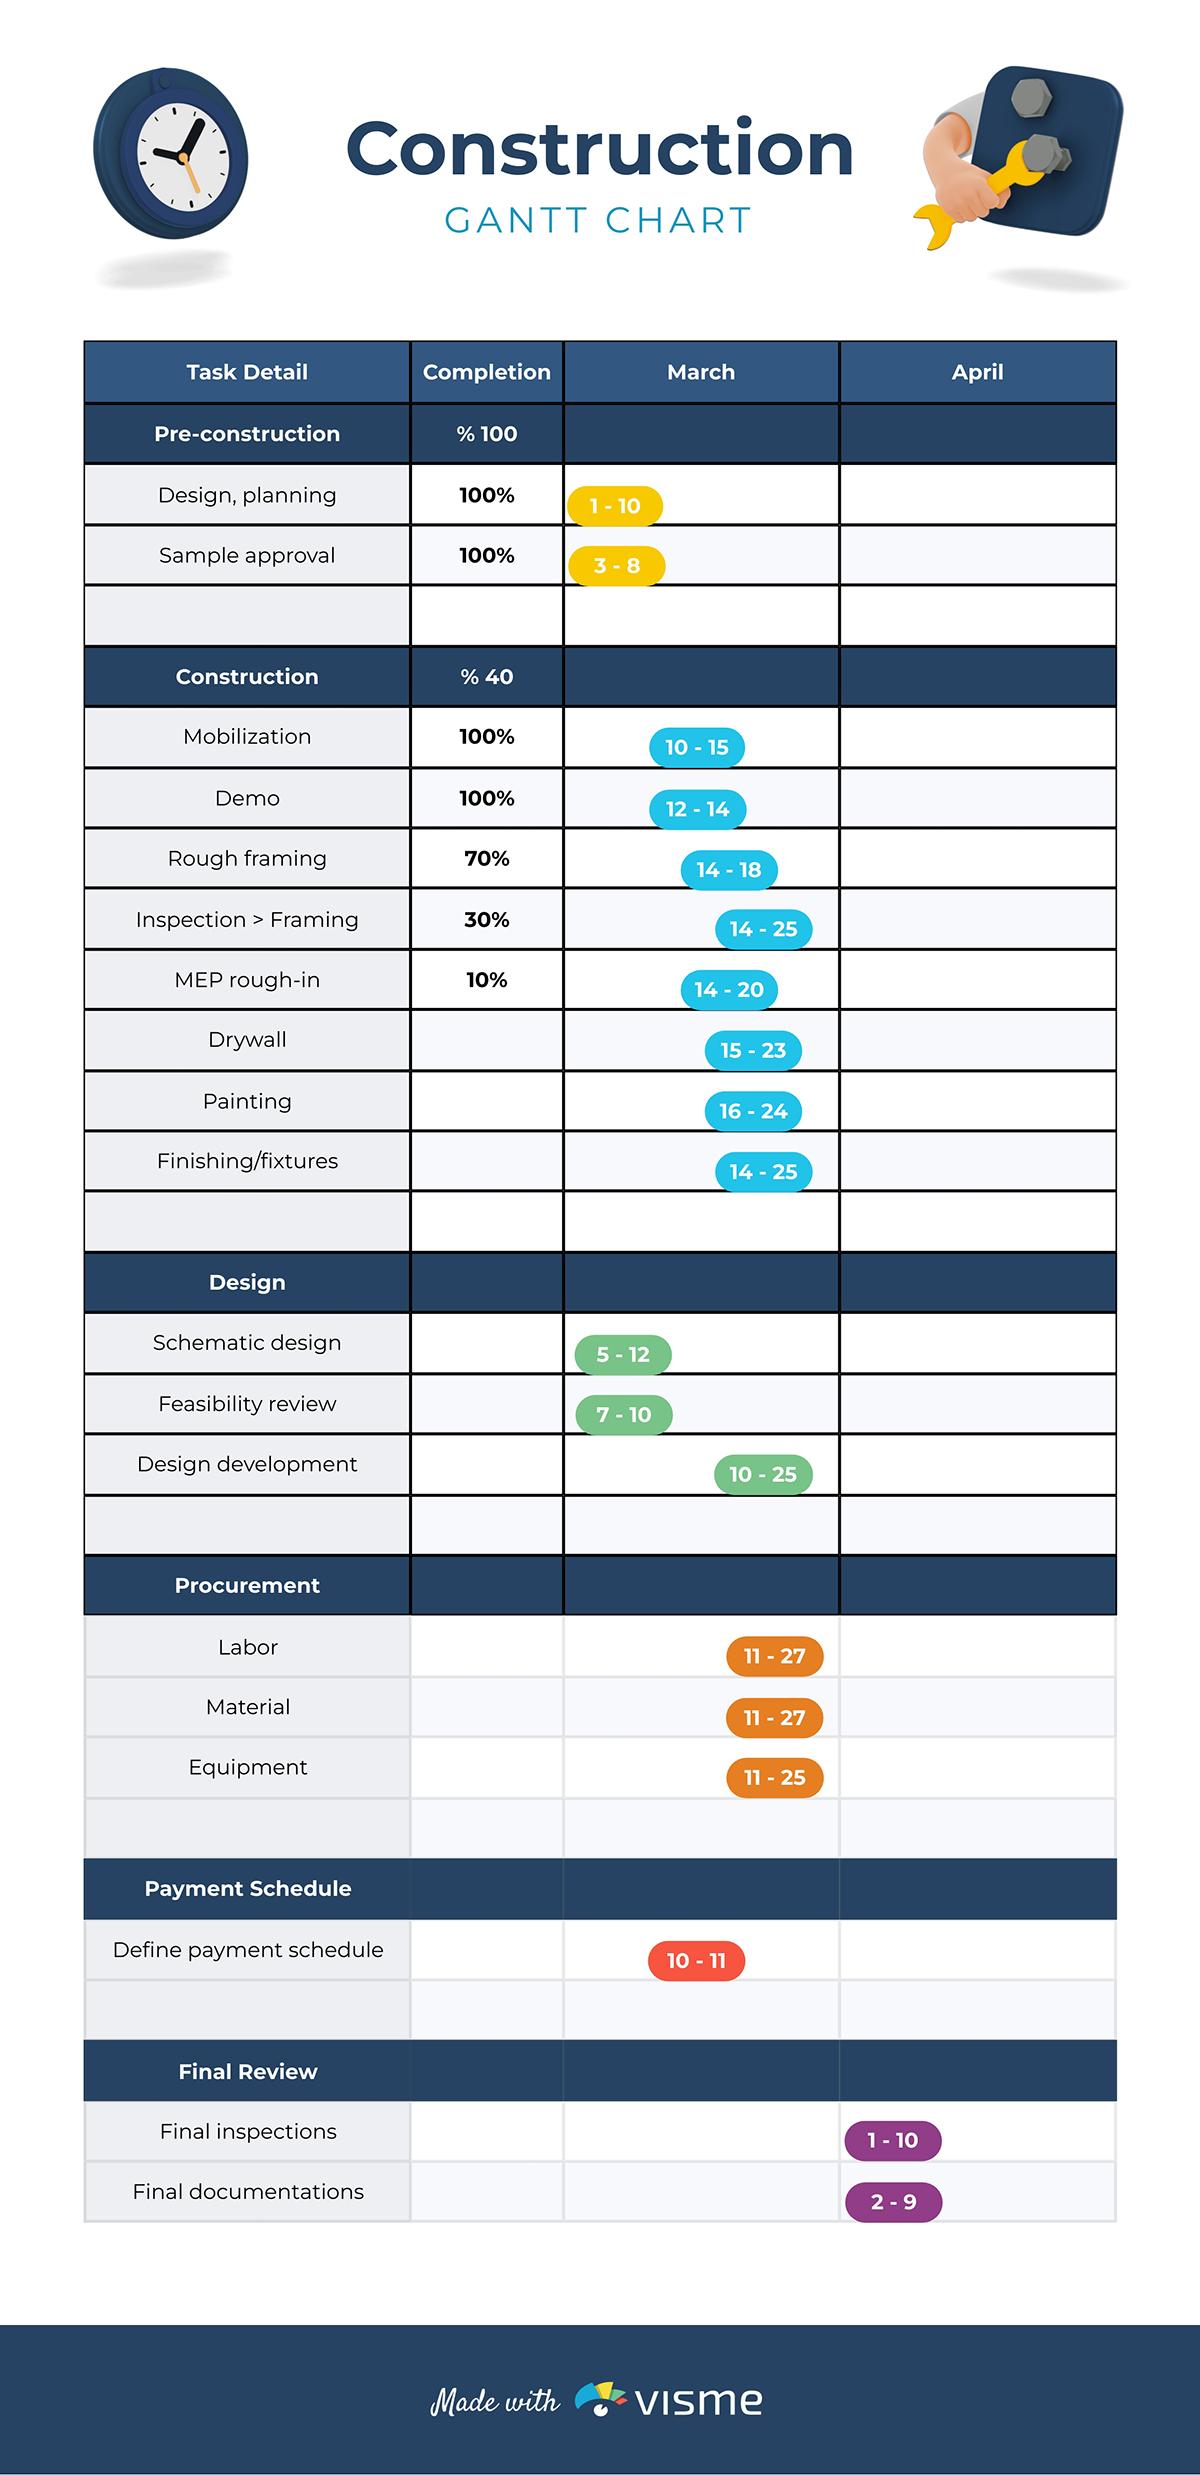 Construction
GANTT CHART
Task Detail Completion March April
Pre-construction % 100
Design, planning 100% 1 - 10
Sample approval 100% 3 - 8
Construction % 40
Mobilization 100% 10 - 15
Demo 100% 12 - 14
Rough framing 70% 14 - 18
Inspection > Framing 30% 14 - 25
MEP rough-in 10% 14 - 20
Drywall 15 - 23
Painting 16 - 24
Finishing/fixtures 14 - 25
Design
Schematic design 5 - 12
Feasibility review 7 - 10
Design development 10 - 25
Procurement
Labor 11 - 27
Material 11 - 27
Equipment 11 - 25
Payment Schedule
Define payment schedule 10 - 11
Final Review
Final inspections 1 - 10
Final documentations 2 - 9
Made with visme